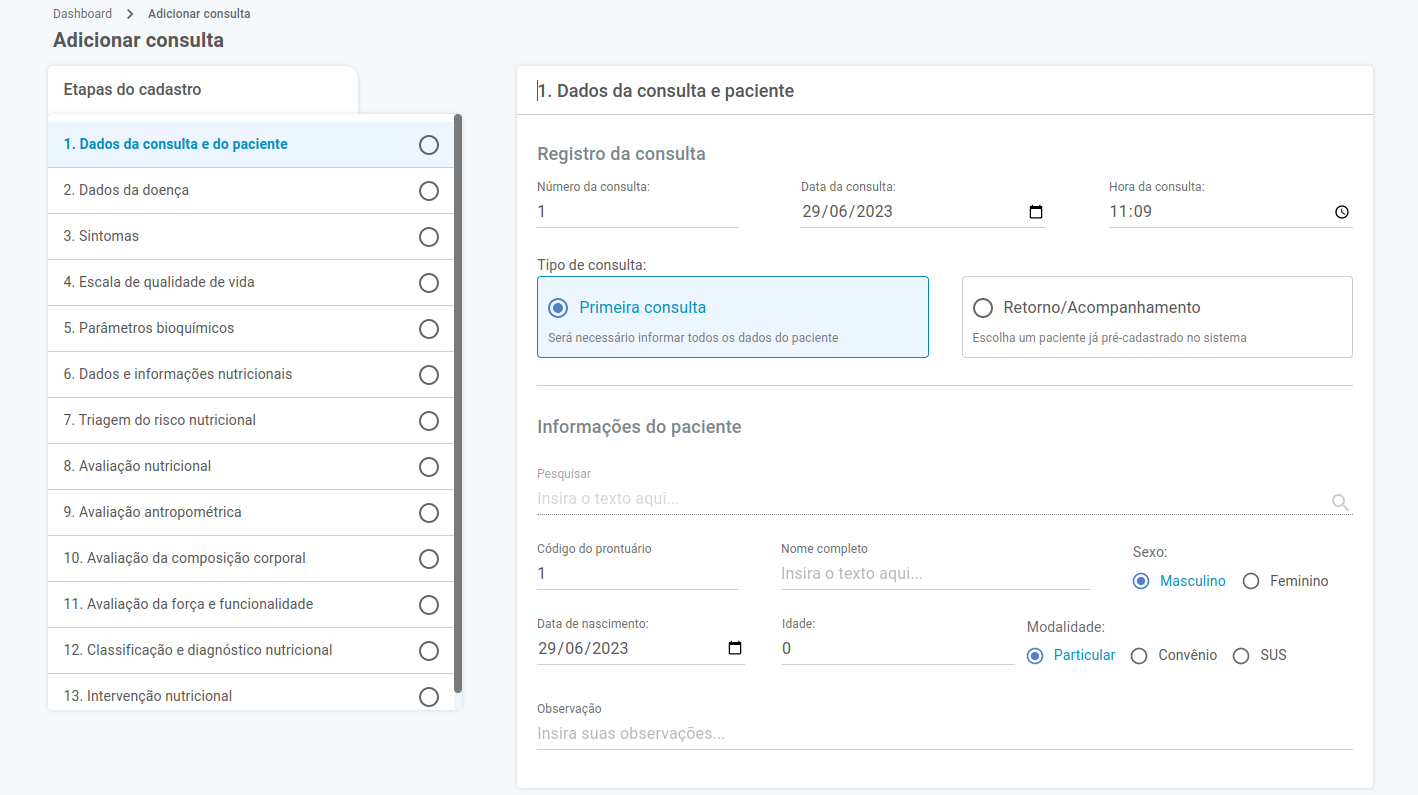 Dashboard > Adicionar consulta
Adicionar consulta
Etapas do cadastro
1. Dados da consulta e do paciente
2. Dados da doença
3. Sintomas
4. Escala de qualidade de vida
5. Parâmetros bioquímicos
6. Dados e informações nutricionais
7. Triagem do risco nutricional
8. Avaliação nutricional
9. Avaliação antropométrica
10. Avaliação da composição corporal
11. Avaliação da força e funcionalidade
12. Classificação e diagnóstico nutricional
13. Intervenção nutricional
1. Dados da consulta e paciente
Registro da consulta
Número da consulta: Data da consulta: Hora da consulta:
1 29/06/2023 11:09
Tipo de consulta:
Primeira consulta
Será necessário informar todos os dados do paciente
Retorno/Acompanhamento
Escolha um paciente já pré-cadastrado no sistema
Informações do paciente
Pesquisar
Insira o texto aqui...
Código do prontuário Nome completo Sexo:
1 Insira o texto aqui... Masculino Feminino
Data de nascimento: Idade: Modalidade:
29/06/2023 0 Particular Convênio SUS
Observação
Insira suas observações...